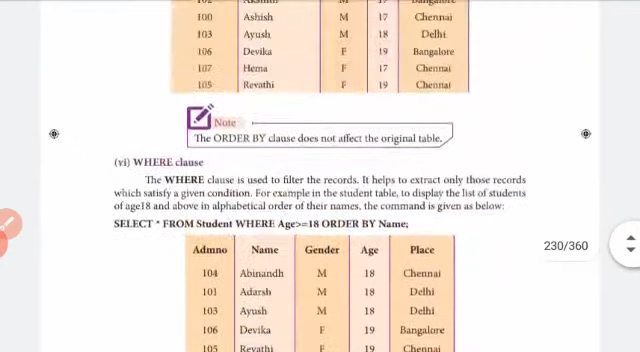 100 Ashish M 17 Chennai
103 Ayush M 18 Delhi
106 Devika F 19 Bangalore
107 Hema F 17 Chennai
105 Revathi F 19 Chennai
Note
The ORDER BY clause does not affect the original table.
(vi) WHERE clause
The WHERE clause is used to filter the records. It helps to extract only those records
which satisfy a given condition. For example in the student table, to display the list of students
of age18 and above in alphabetical order of their names, the command is given as below:
SELECT * FROM Student WHERE Age>=18 ORDER BY Name;
230/360
Admno Name Gender Age Place
104 Abinandh M 18 Chennai
101 Adarsh M 18 Delhi
103 Ayush M 18 Delhi
106 Devika F 19 Bangalore
105 Revathi F 19 Chennai